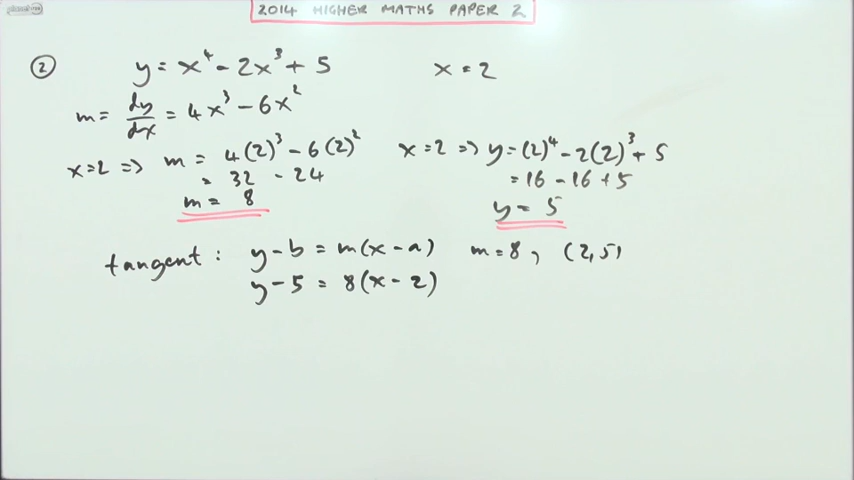 2014 HIGHER MATHS PAPER 2
② y = x⁴ - 2x³ + 5 x = 2
m = dy/dx = 4x³ - 6x²
x=2 => m = 4(2)³ - 6(2)² x=2 => y = (2)⁴ - 2(2)³ + 5
= 32 - 24 = 16 - 16 + 5
m = 8 y = 5
tangent : y - b = m(x - a) m = 8 , (2,5)
y - 5 = 8(x - 2)